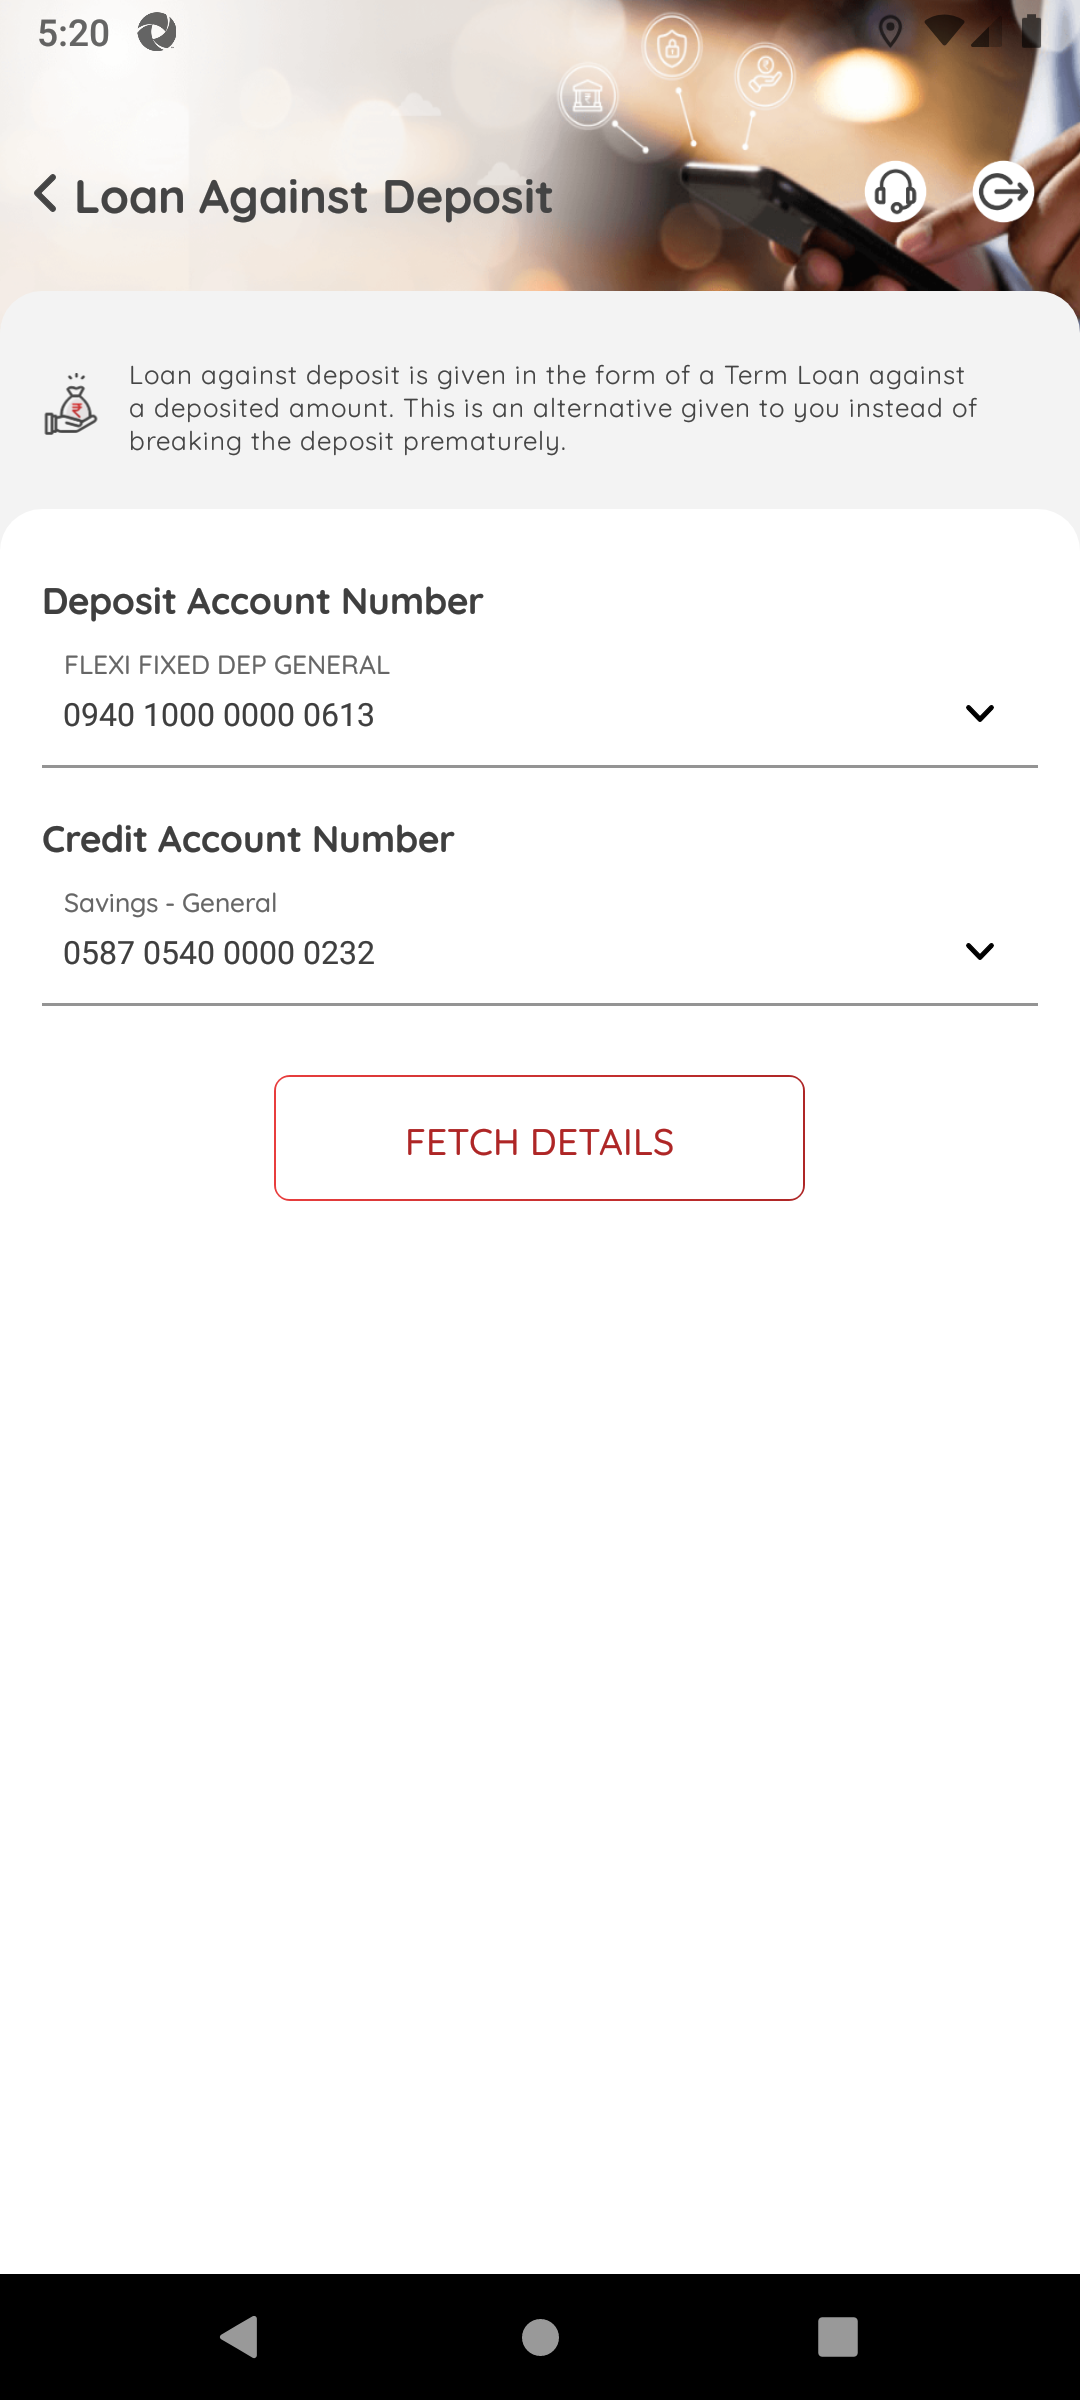 5:20
Loan Against Deposit
Loan against deposit is given in the form of a Term Loan against
a deposited amount. This is an alternative given to you instead of
breaking the deposit prematurely.
Deposit Account Number
FLEXI FIXED DEP GENERAL
0940 1000 0000 0613
Credit Account Number
Savings - General
0587 0540 0000 0232
FETCH DETAILS